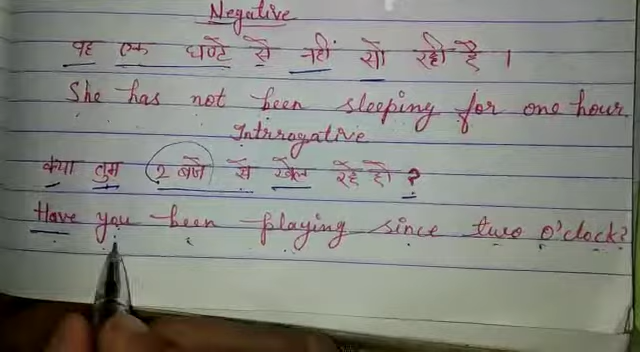 Negative
वह एक घण्टे से नहीं सो रही है ।
She has not been sleeping for one hour
Intrrogative
क्या तुम २ बजे से खेल रहे हो ?
Have you been playing since two o'clock?